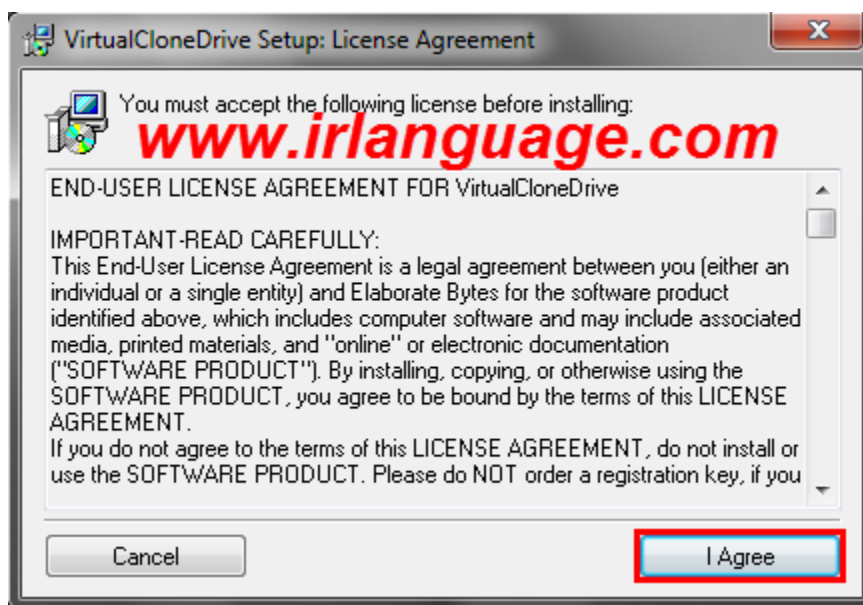 VirtualCloneDrive Setup: License Agreement
You must accept the following license before installing:
www.irlanguage.com
END-USER LICENSE AGREEMENT FOR VirtualCloneDrive
IMPORTANT-READ CAREFULLY:
This End-User License Agreement is a legal agreement between you (either an
individual or a single entity) and Elaborate Bytes for the software product
identified above, which includes computer software and may include associated
media, printed materials, and "online" or electronic documentation
("SOFTWARE PRODUCT"). By installing, copying, or otherwise using the
SOFTWARE PRODUCT, you agree to be bound by the terms of this LICENSE
AGREEMENT.
If you do not agree to the terms of this LICENSE AGREEMENT, do not install or
use the SOFTWARE PRODUCT. Please do NOT order a registration key, if you
Cancel
I Agree